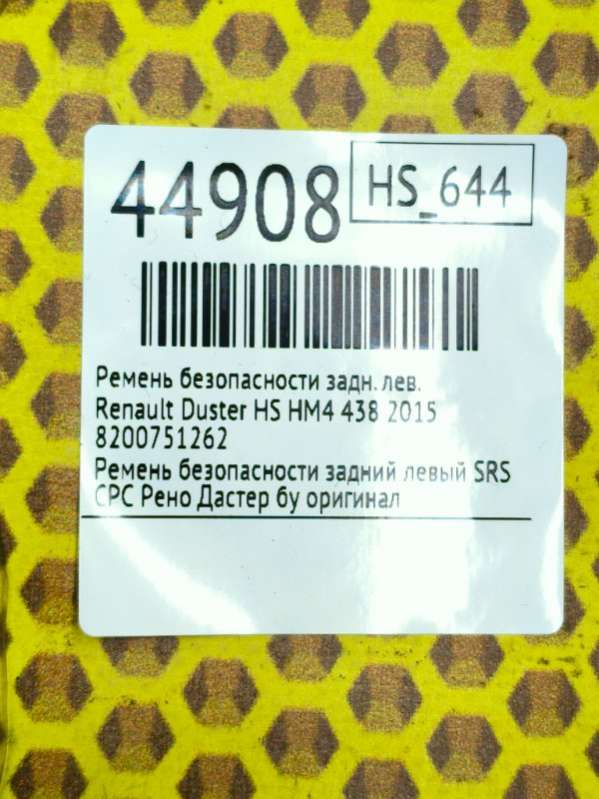 44908
HS_644
Ремень безопасности задн. лев.
Renault Duster HS HM4 438 2015
8200751262
Ремень безопасности задний левый SRS
СРС Рено Дастер бу оригинал